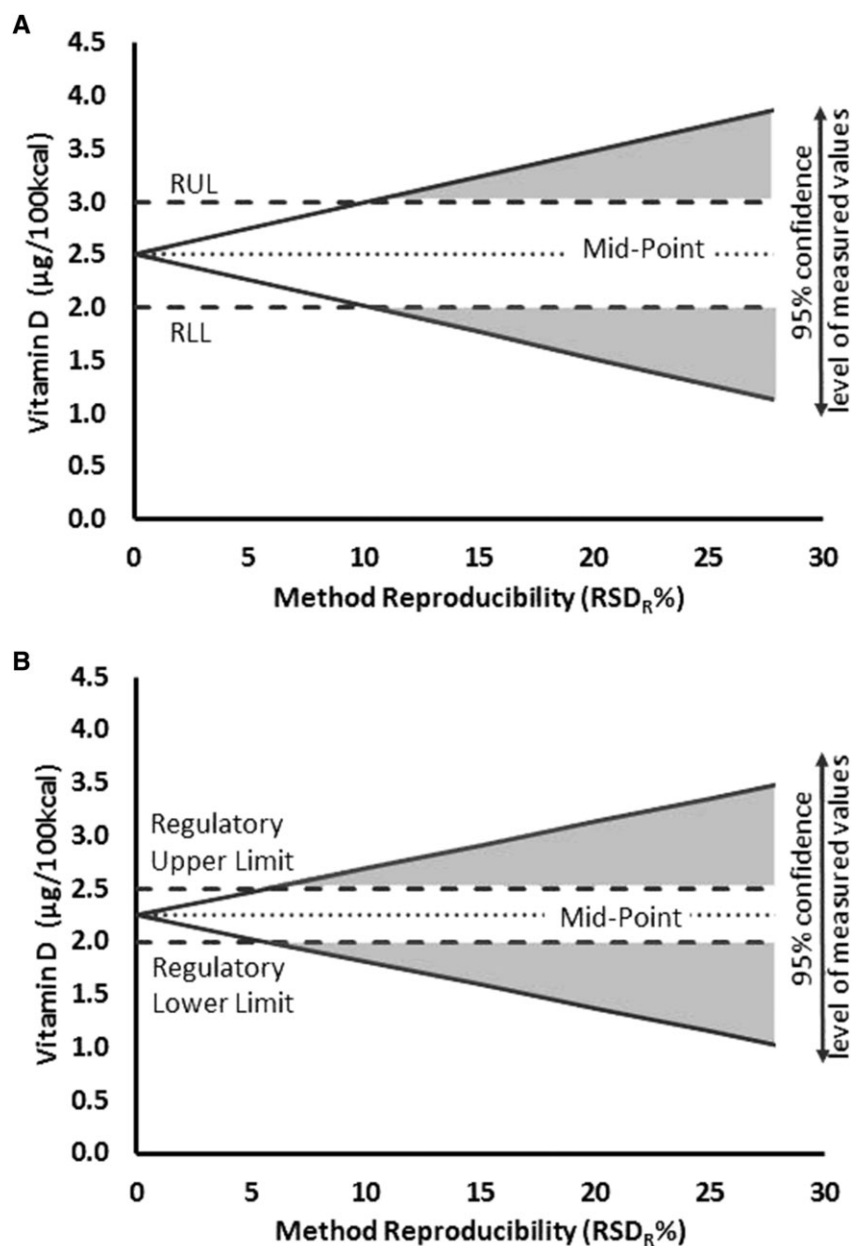 A
4.5
4.0
3.5
3.0
2.5
2.0
1.5
1.0
0.5
0.0
Vitamin D (µg/100kcal)
RUL
Mid-Point
RLL
95% confidence
level of measured values
0 5 10 15 20 25 30
Method Reproducibility (RSDR%)
B
4.5
4.0
3.5
3.0
2.5
2.0
1.5
1.0
0.5
0.0
Vitamin D (µg/100kcal)
Regulatory
Upper Limit
Mid-Point
Regulatory
Lower Limit
95% confidence
level of measured values
0 5 10 15 20 25 30
Method Reproducibility (RSDR%)